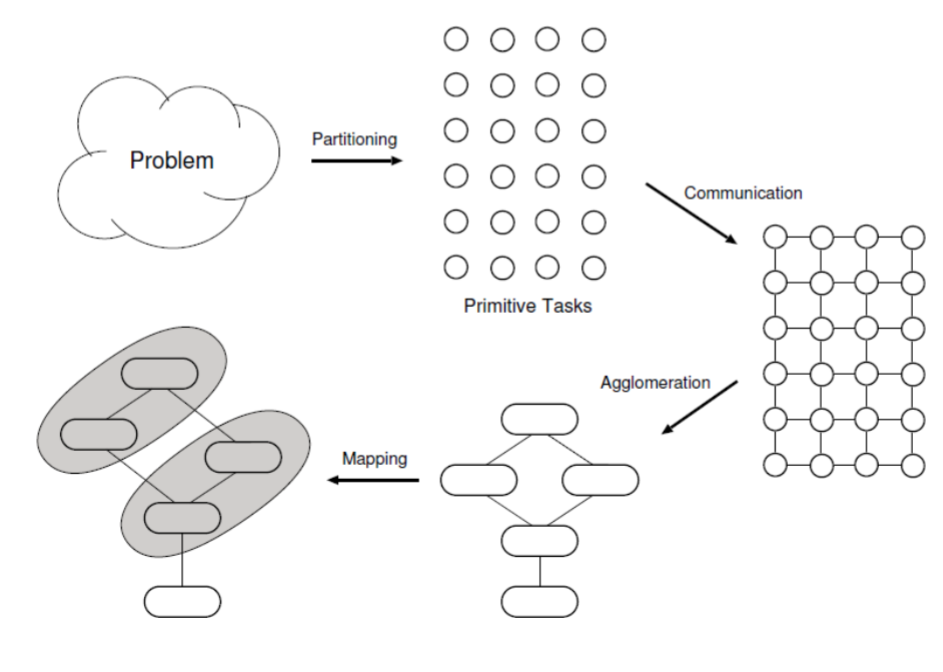 Problem
Partitioning
Primitive Tasks
Communication
Agglomeration
Mapping